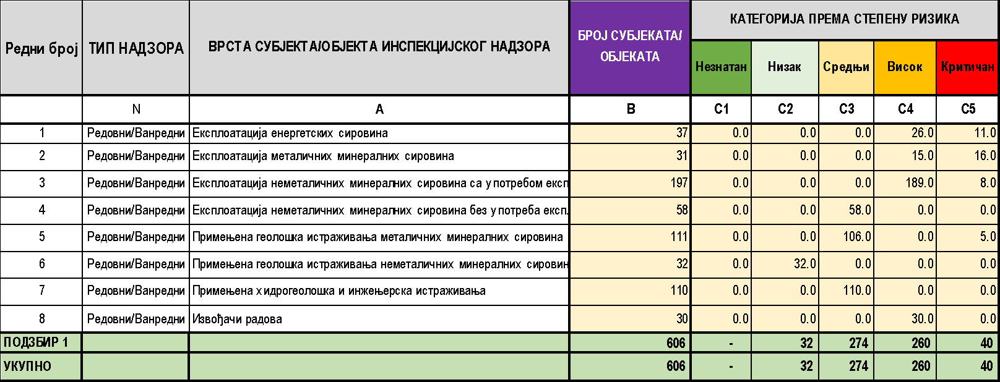 Редни број ТИП НАДЗОРА ВРСТА СУБЈЕКТА/ОБЈЕКТА ИНСПЕКЦИЈСКОГ НАДЗОРА БРОЈ СУБЈЕКАТА/ ОБЈЕКАТА КАТЕГОРИЈА ПРЕМА СТЕПЕНУ РИЗИКА
Незнатан Низак Средњи Висок Критичан
N A B C1 C2 C3 C4 C5
1 Редовни/Ванредни Експлоатација енергетских сировина 37 0.0 0.0 0.0 26.0 11.0
2 Редовни/Ванредни Експлоатација металичних минералних сировина 31 0.0 0.0 0.0 15.0 16.0
3 Редовни/Ванредни Експлоатација неметаличних минералних сировина са употребом експ 197 0.0 0.0 0.0 189.0 8.0
4 Редовни/Ванредни Експлоатација неметаличних минералних сировина без употреба експ. 58 0.0 0.0 58.0 0.0 0.0
5 Редовни/Ванредни Примењена геолошка истраживања металичних минералних сировина 111 0.0 0.0 106.0 0.0 5.0
6 Редовни/Ванредни Примењена геолошка истраживања неметаличних минералних сировин 32 0.0 32.0 0.0 0.0 0.0
7 Редовни/Ванредни Примењена хидрогеолошка и инжењерска истраживања 110 0.0 0.0 110.0 0.0 0.0
8 Редовни/Ванредни Извођачи радова 30 0.0 0.0 0.0 30.0 0.0
ПОДЗБИР 1 606 - 32 274 260 40
УКУПНО 606 - 32 274 260 40